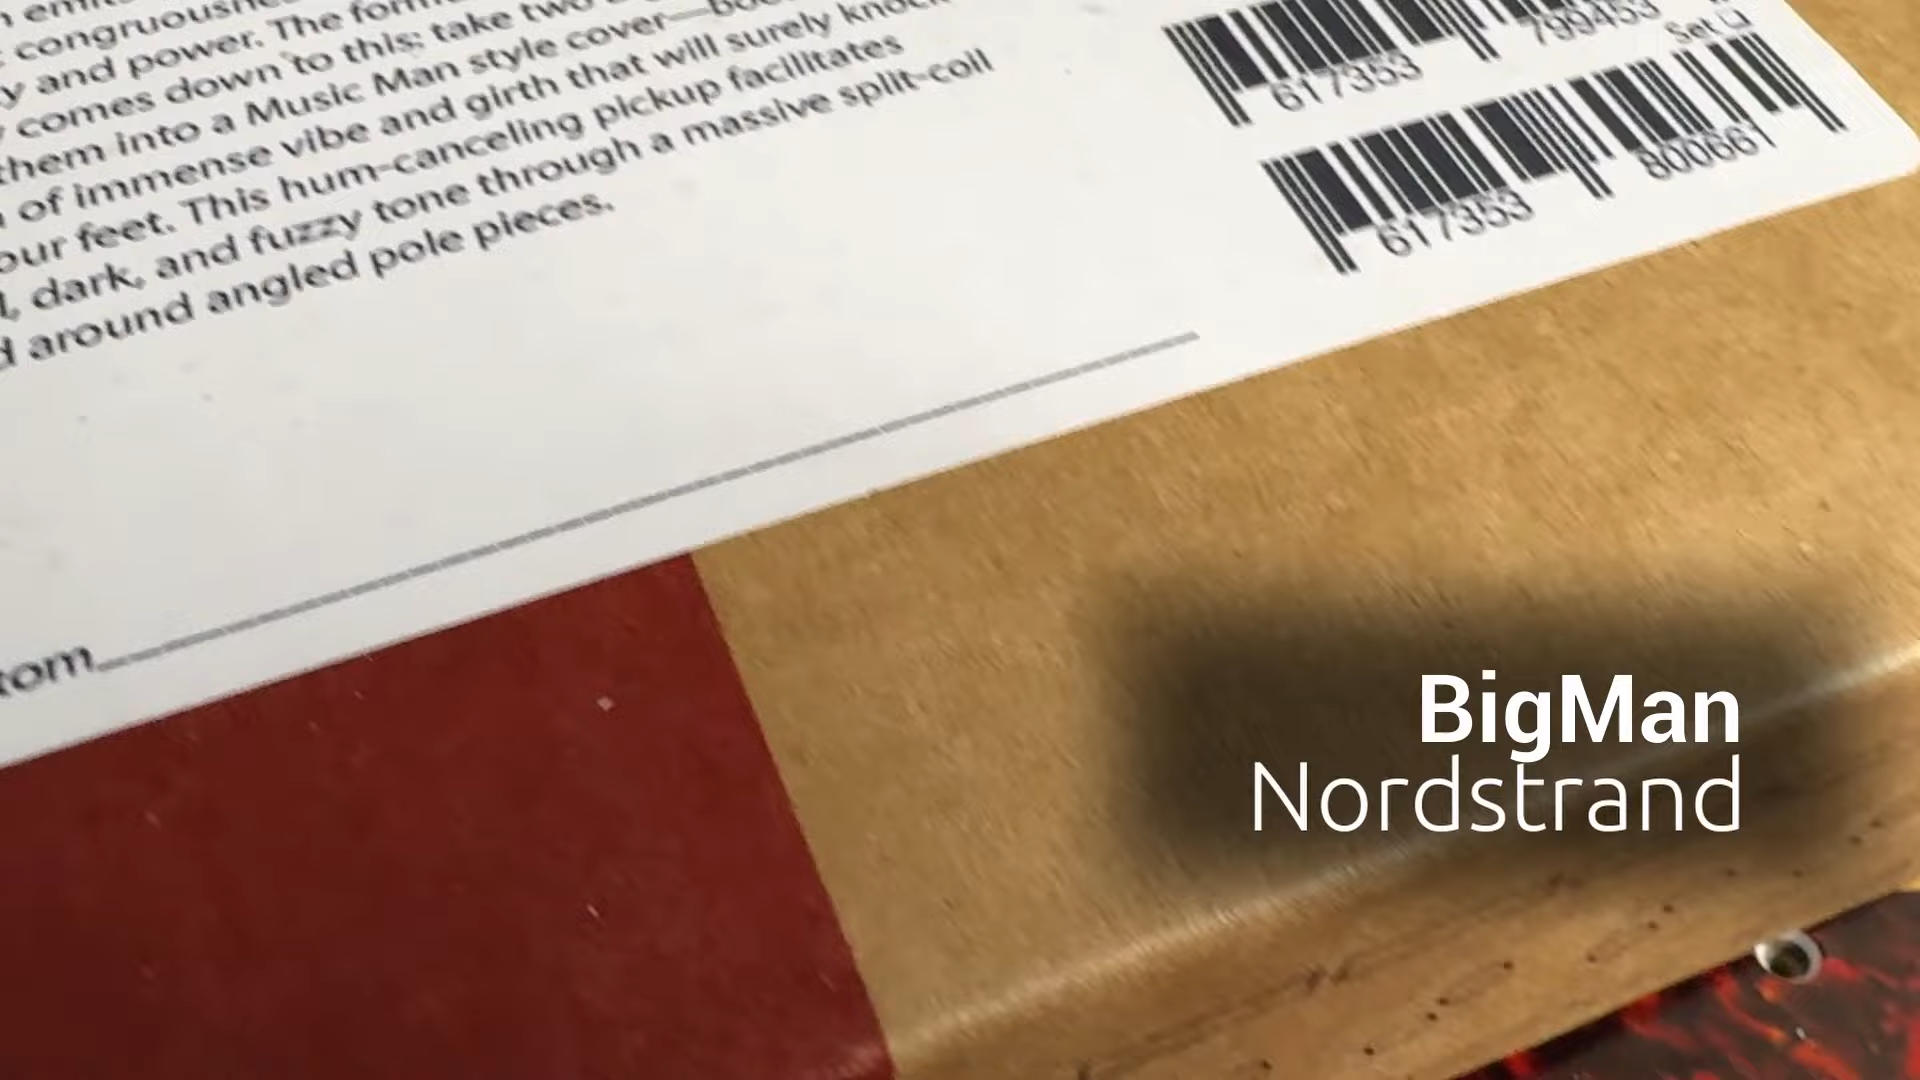 congruousne
y and power. The form
comes down to this: take two
them into a Music Man style cover—boo
of immense vibe and girth that will surely knock
our feet. This hum-canceling pickup facilitates
dark, and fuzzy tone through a massive split-coil
d around angled pole pieces.
tom
617353 799453
Set
617353 800661
BigMan
Nordstrand